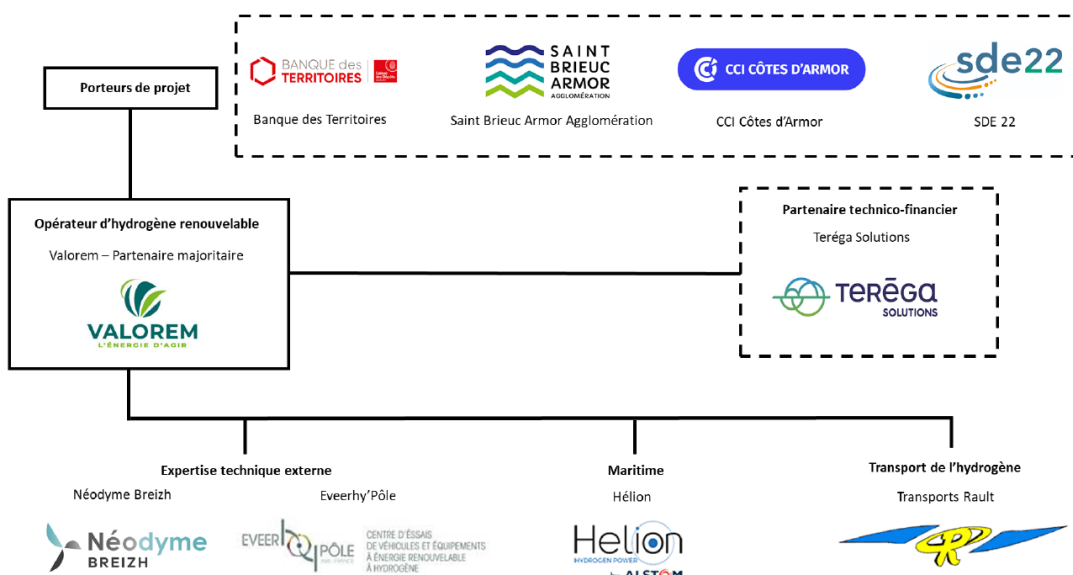 Porteurs de projet
BANQUE des
TERRITOIRES
Banque des Territoires
SAINT
BRIEUC
ARMOR
AGGLOMÉRATION
Saint Brieuc Armor Agglomération
CCI CÔTES D'ARMOR
CCI Côtes d'Armor
sde22
SDE 22
Opérateur d'hydrogène renouvelable
Valorem – Partenaire majoritaire
VALOREM
L'ÉNERGIE D'AGIR
Partenaire technico-financier
Teréga Solutions
TERĒGA
SOLUTIONS
Expertise technique externe
Néodyme Breizh
Eveerhy'Pôle
Néodyme
BREIZH
EVEER
PÔLE
CENTRE D'ESSAIS
DE VÉHICULES ET ÉQUIPEMENTS
À ÉNERGIE RENOUVELABLE
À HYDROGÈNE
Maritime
Hélion
Helion
HYDROGEN POWER
by ALSTOM
Transport de l'hydrogène
Transports Rault
R